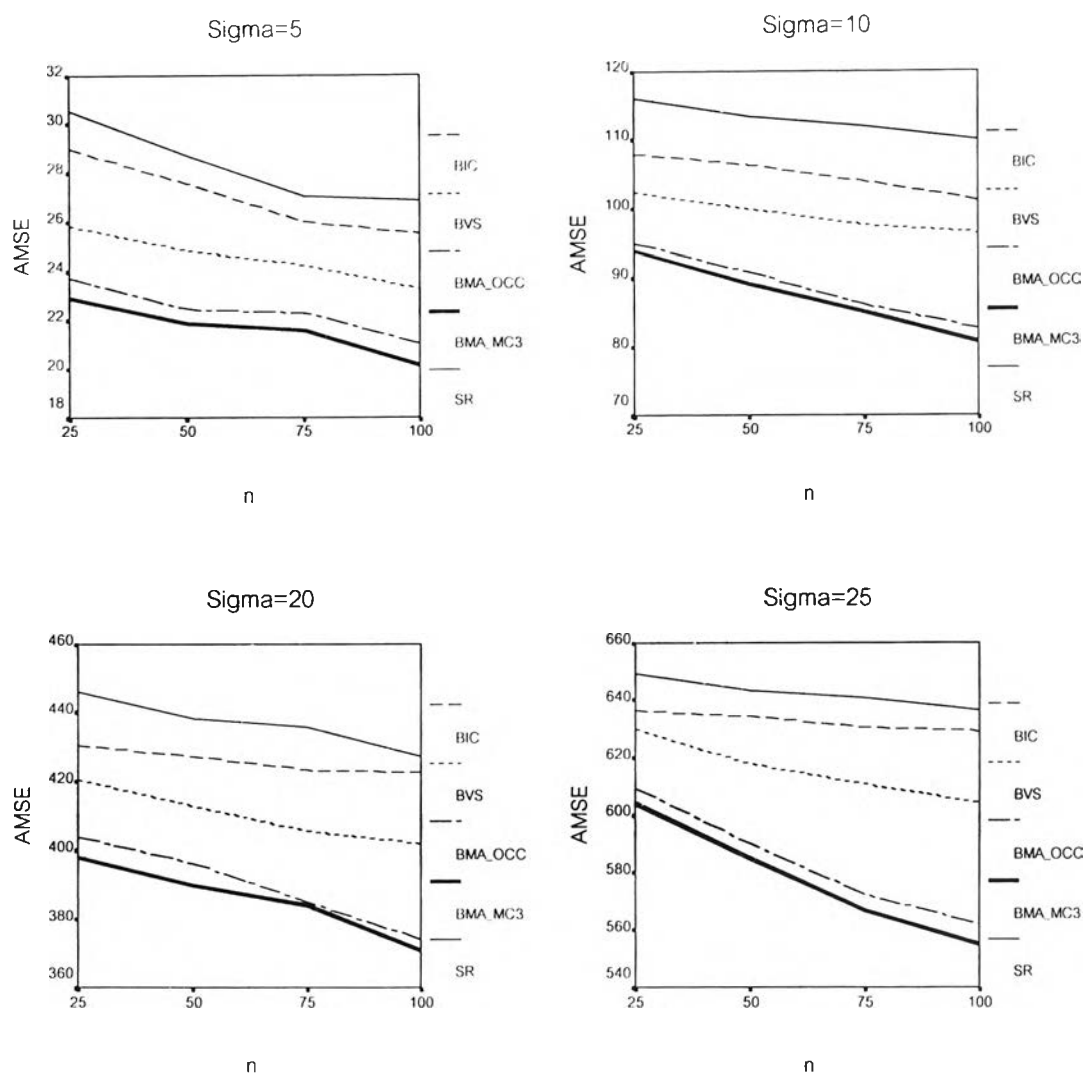 Sigma=5
32
30
28
26
24
22
20
18
AMSE
25
50
75
100
n
BIC
BVS
BMA_OCC
BMA_MC3
SR
Sigma=10
120
110
100
90
80
70
AMSE
25
50
75
100
n
BIC
BVS
BMA_OCC
BMA_MC3
SR
Sigma=20
460
440
420
400
380
360
AMSE
25
50
75
100
n
BIC
BVS
BMA_OCC
BMA_MC3
SR
Sigma=25
660
640
620
600
580
560
540
AMSE
25
50
75
100
n
BIC
BVS
BMA_OCC
BMA_MC3
SR